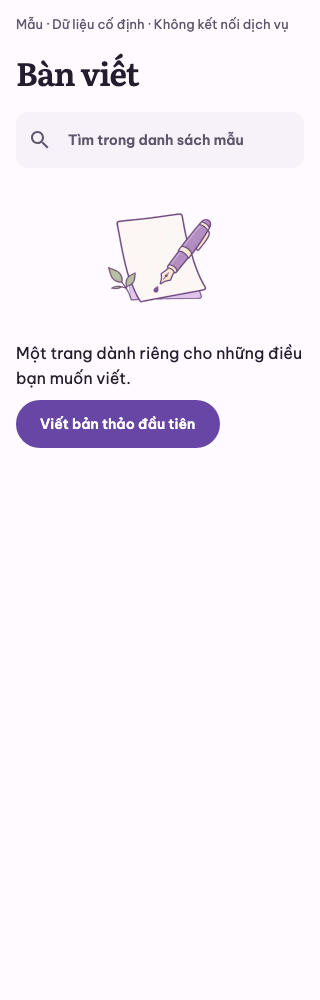 Mẫu · Dữ liệu cố định · Không kết nối dịch vụ
Bàn viết
Tìm trong danh sách mẫu
Một trang dành riêng cho những điều
bạn muốn viết.
Viết bản thảo đầu tiên